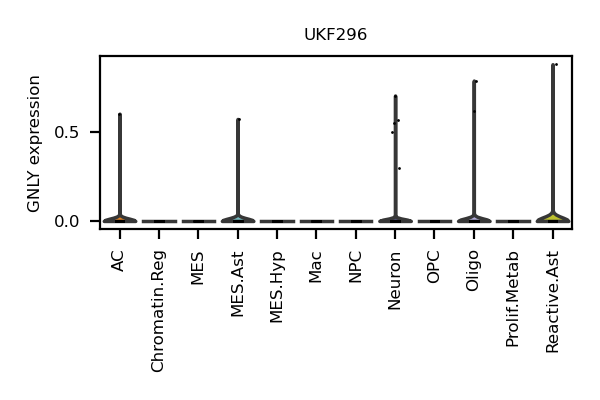 UKF296
GNLY expression
0.5
0.0
AC
Chromatin.Reg
MES
MES.Ast
MES.Hyp
Mac
NPC
Neuron
OPC
Oligo
Prolif.Metab
Reactive.Ast